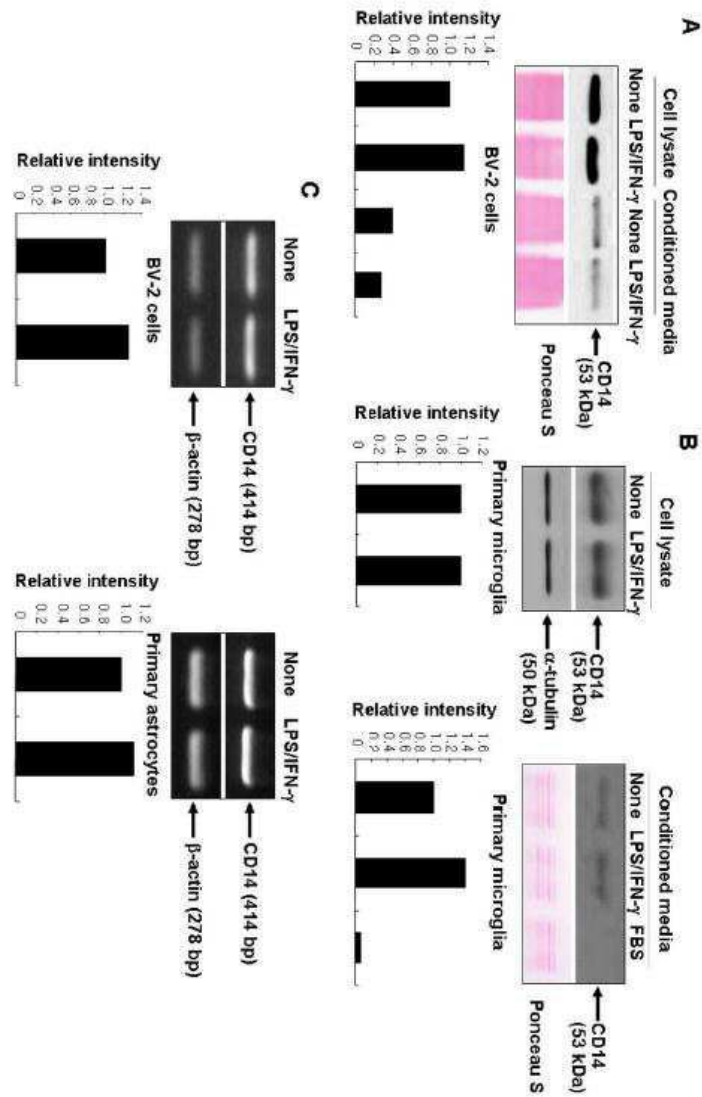 A
Cell lysate Conditioned media
None LPS/IFN-γ None LPS/IFN-γ
CD14
(53 kDa)
Ponceau S
Relative intensity
1.4
1.2
1.0
0.8
0.6
0.4
0.2
0
BV-2 cells
B
Cell lysate
None LPS/IFN-γ
CD14
(53 kDa)
α-tubulin
(50 kDa)
Relative intensity
1.2
1.0
0.8
0.6
0.4
0.2
0
Primary microglia
Conditioned media
None LPS/IFN-γ FBS
CD14
(53 kDa)
Ponceau S
Relative intensity
1.6
1.4
1.2
1.0
0.8
0.6
0.4
0.2
0
Primary microglia
C
None LPS/IFN-γ
CD14 (414 bp)
β-actin (278 bp)
Relative intensity
1.4
1.2
1.0
0.8
0.6
0.4
0.2
0
BV-2 cells
None LPS/IFN-γ
CD14 (414 bp)
β-actin (278 bp)
Relative intensity
1.2
1.0
0.8
0.6
0.4
0.2
0
Primary astrocytes